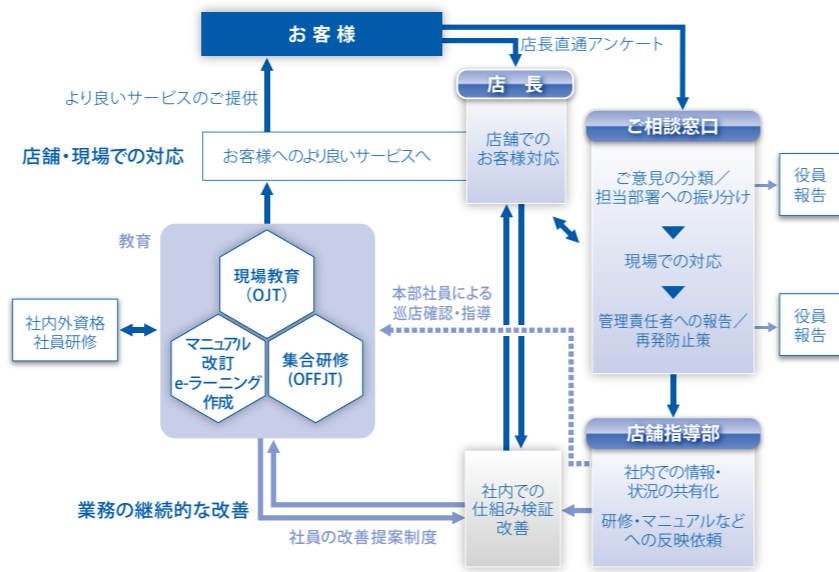 お客様
店長直通アンケート
より良いサービスのご提供
店　長
店舗での
お客様対応
ご相談窓口
店舗・現場での対応
お客様へのより良いサービスへ
ご意見の分類／
担当部署への振り分け
役員
報告
現場での対応
管理責任者への報告／
再発防止策
役員
報告
教育
現場教育
(OJT)
マニュアル
改訂
e-ラーニング
作成
集合研修
(OFFJT)
社内外資格
社員研修
本部社員による
巡店確認・指導
店舗指導部
社内での情報・
状況の共有化
研修・マニュアルなど
への反映依頼
社内での
仕組み検証
改善
業務の継続的な改善
社員の改善提案制度